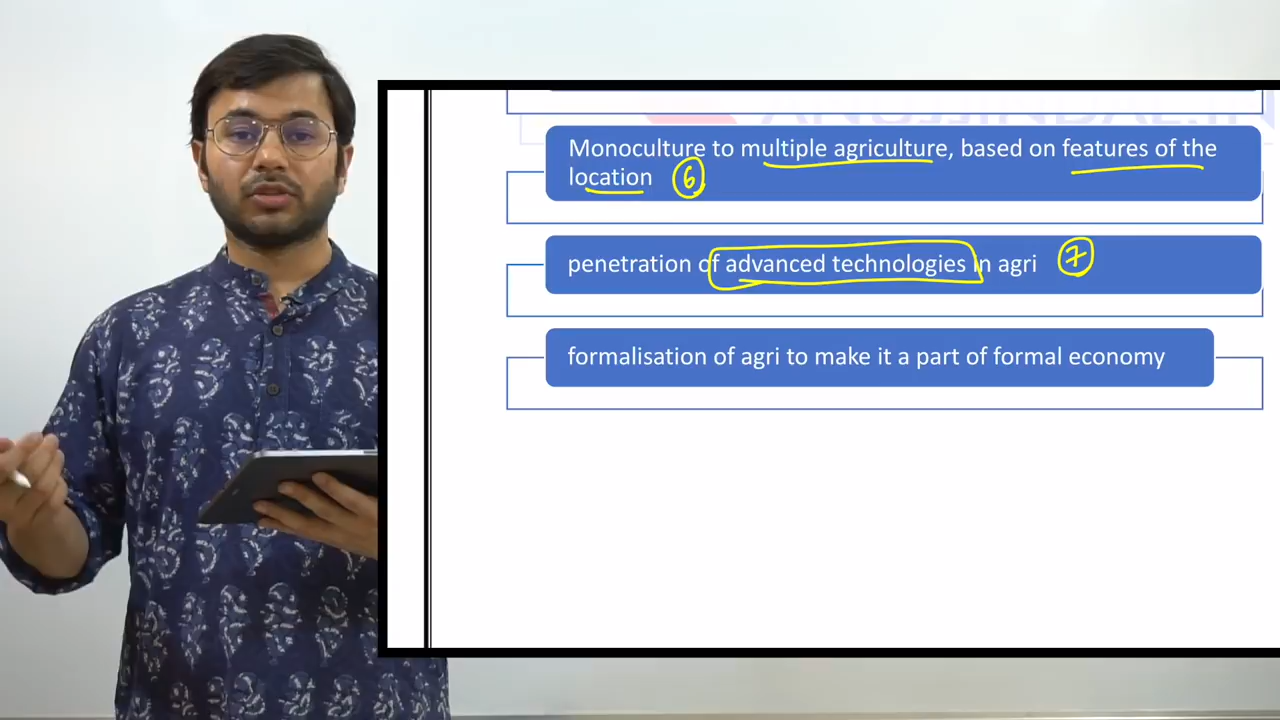 Monoculture to multiple agriculture, based on features of the
location 6
penetration of advanced technologies in agri 7
formalisation of agri to make it a part of formal economy